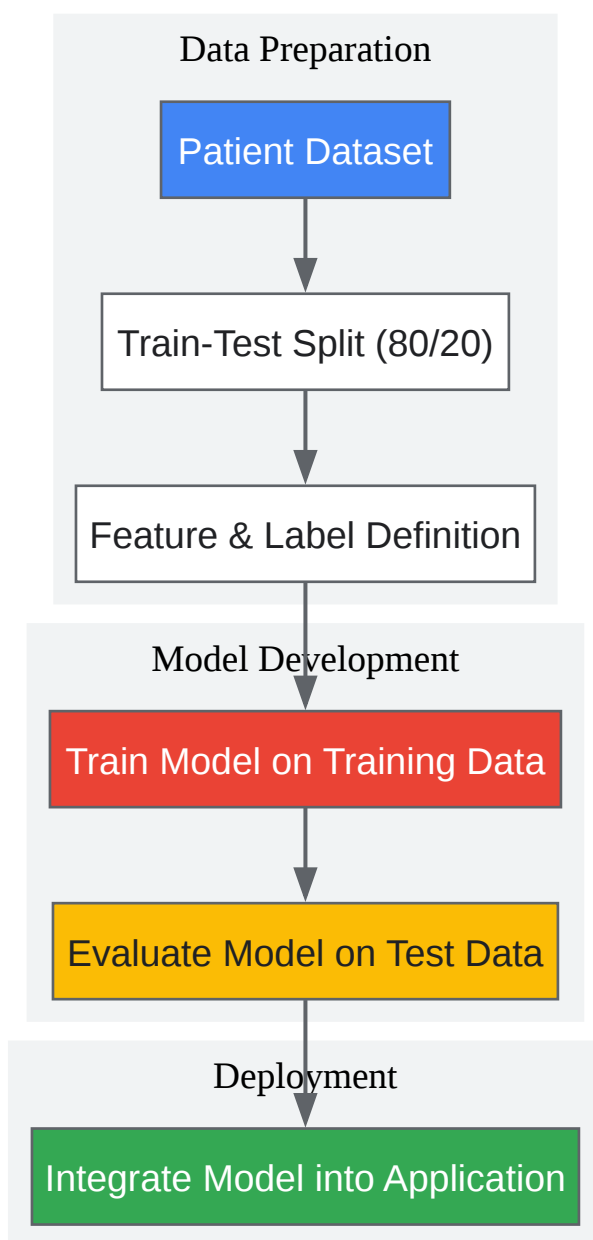 Data Preparation
Patient Dataset
Train-Test Split (80/20)
Feature & Label Definition
Model Development
Train Model on Training Data
Evaluate Model on Test Data
Deployment
Integrate Model into Application